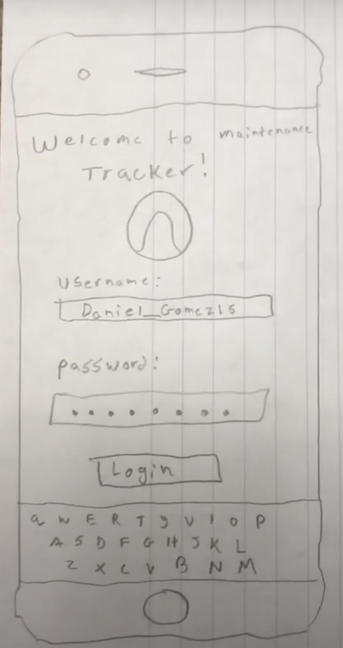 Welcome to maintenance
Tracker!
Username:
Daniel_Gomez15
password:
Login
Q W E R T Y U I O P
A S D F G H J K L
Z X C V B N M